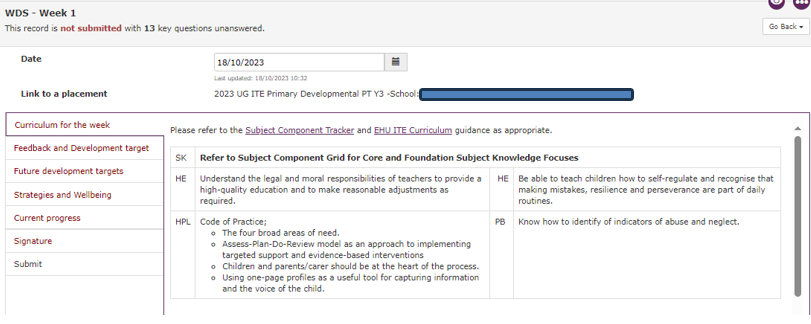 WDS - Week 1
This record is not submitted with 13 key questions unanswered.
Go Back
Date
18/10/2023
Last updated: 18/10/2023 10:32
Link to a placement
2023 UG ITE Primary Developmental PT Y3 -School:
Curriculum for the week
Feedback and Development target
Future development targets
Strategies and Wellbeing
Current progress
Signature
Submit
Please refer to the Subject Component Tracker and EHU ITE Curriculum guidance as appropriate.
SK Refer to Subject Component Grid for Core and Foundation Subject Knowledge Focuses
HE Understand the legal and moral responsibilities of teachers to provide a
high-quality education and to make reasonable adjustments as
required.
HE Be able to teach children how to self-regulate and recognise that
making mistakes, resilience and perseverance are part of daily
routines.
HPL Code of Practice;
The four broad areas of need.
Assess-Plan-Do-Review model as an approach to implementing
targeted support and evidence-based interventions
Children and parents/carer should be at the heart of the process.
Using one-page profiles as a useful tool for capturing information
and the voice of the child.
PB Know how to identify of indicators of abuse and neglect.